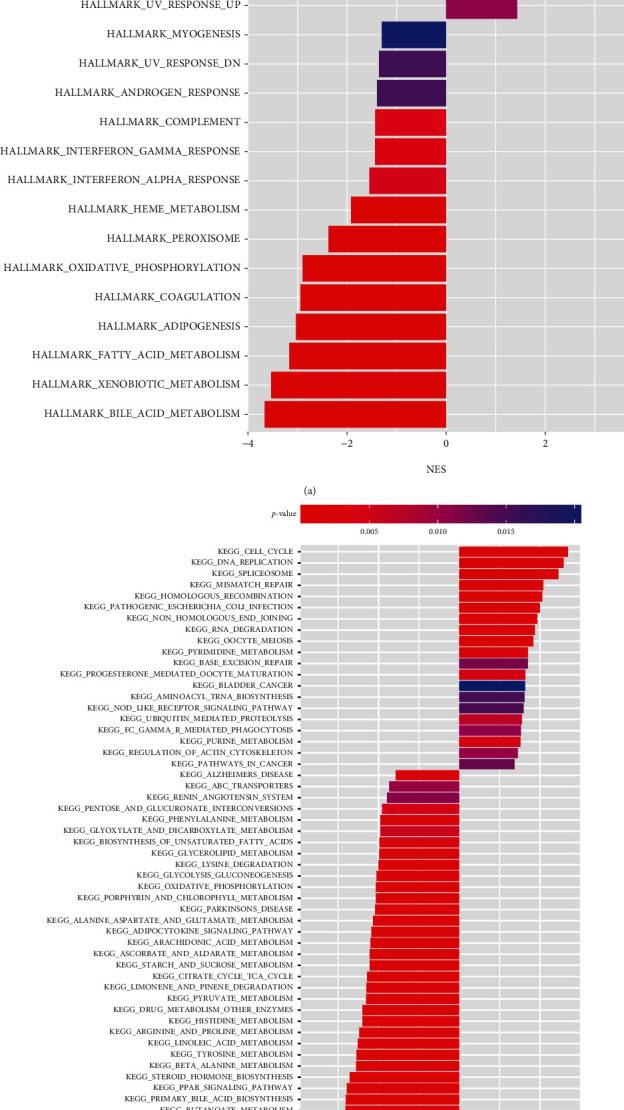 HALLMARK_UV_RESPONSE_UP
HALLMARK_MYOGENESIS
HALLMARK_UV_RESPONSE_DN
HALLMARK_ANDROGEN_RESPONSE
HALLMARK_COMPLEMENT
HALLMARK_INTERFERON_GAMMA_RESPONSE
HALLMARK_INTERFERON_ALPHA_RESPONSE
HALLMARK_HEME_METABOLISM
HALLMARK_PEROXISOME
HALLMARK_OXIDATIVE_PHOSPHORYLATION
HALLMARK_COAGULATION
HALLMARK_ADIPOGENESIS
HALLMARK_FATTY_ACID_METABOLISM
HALLMARK_XENOBIOTIC_METABOLISM
HALLMARK_BILE_ACID_METABOLISM
−4 −2 0 2
NES
(a)
p-value
0.005 0.010 0.015
KEGG_CELL_CYCLE
KEGG_DNA_REPLICATION
KEGG_SPLICEOSOME
KEGG_MISMATCH_REPAIR
KEGG_HOMOLOGOUS_RECOMBINATION
KEGG_PATHOGENIC_ESCHERICHIA_COLI_INFECTION
KEGG_NON_HOMOLOGOUS_END_JOINING
KEGG_RNA_DEGRADATION
KEGG_OOCYTE_MEIOSIS
KEGG_PYRIMIDINE_METABOLISM
KEGG_BASE_EXCISION_REPAIR
KEGG_PROGESTERONE_MEDIATED_OOCYTE_MATURATION
KEGG_BLADDER_CANCER
KEGG_AMINOACYL_TRNA_BIOSYNTHESIS
KEGG_NOD_LIKE_RECEPTOR_SIGNALING_PATHWAY
KEGG_UBIQUITIN_MEDIATED_PROTEOLYSIS
KEGG_FC_GAMMA_R_MEDIATED_PHAGOCYTOSIS
KEGG_PURINE_METABOLISM
KEGG_REGULATION_OF_ACTIN_CYTOSKELETON
KEGG_PATHWAYS_IN_CANCER
KEGG_ALZHEIMERS_DISEASE
KEGG_ABC_TRANSPORTERS
KEGG_RENIN_ANGIOTENSIN_SYSTEM
KEGG_PENTOSE_AND_GLUCURONATE_INTERCONVERSIONS
KEGG_PHENYLALANINE_METABOLISM
KEGG_GLYOXYLATE_AND_DICARBOXYLATE_METABOLISM
KEGG_BIOSYNTHESIS_OF_UNSATURATED_FATTY_ACIDS
KEGG_GLYCEROLIPID_METABOLISM
KEGG_LYSINE_DEGRADATION
KEGG_GLYCOLYSIS_GLUCONEOGENESIS
KEGG_OXIDATIVE_PHOSPHORYLATION
KEGG_PORPHYRIN_AND_CHLOROPHYLL_METABOLISM
KEGG_PARKINSONS_DISEASE
KEGG_ALANINE_ASPARTATE_AND_GLUTAMATE_METABOLISM
KEGG_ADIPOCYTOKINE_SIGNALING_PATHWAY
KEGG_ARACHIDONIC_ACID_METABOLISM
KEGG_ASCORBATE_AND_ALDARATE_METABOLISM
KEGG_STARCH_AND_SUCROSE_METABOLISM
KEGG_CITRATE_CYCLE_TCA_CYCLE
KEGG_LIMONENE_AND_PINENE_DEGRADATION
KEGG_PYRUVATE_METABOLISM
KEGG_DRUG_METABOLISM_OTHER_ENZYMES
KEGG_HISTIDINE_METABOLISM
KEGG_ARGININE_AND_PROLINE_METABOLISM
KEGG_LINOLEIC_ACID_METABOLISM
KEGG_TYROSINE_METABOLISM
KEGG_BETA_ALANINE_METABOLISM
KEGG_STEROID_HORMONE_BIOSYNTHESIS
KEGG_PPAR_SIGNALING_PATHWAY
KEGG_PRIMARY_BILE_ACID_BIOSYNTHESIS
KEGG_BUTANOATE_METABOLISM